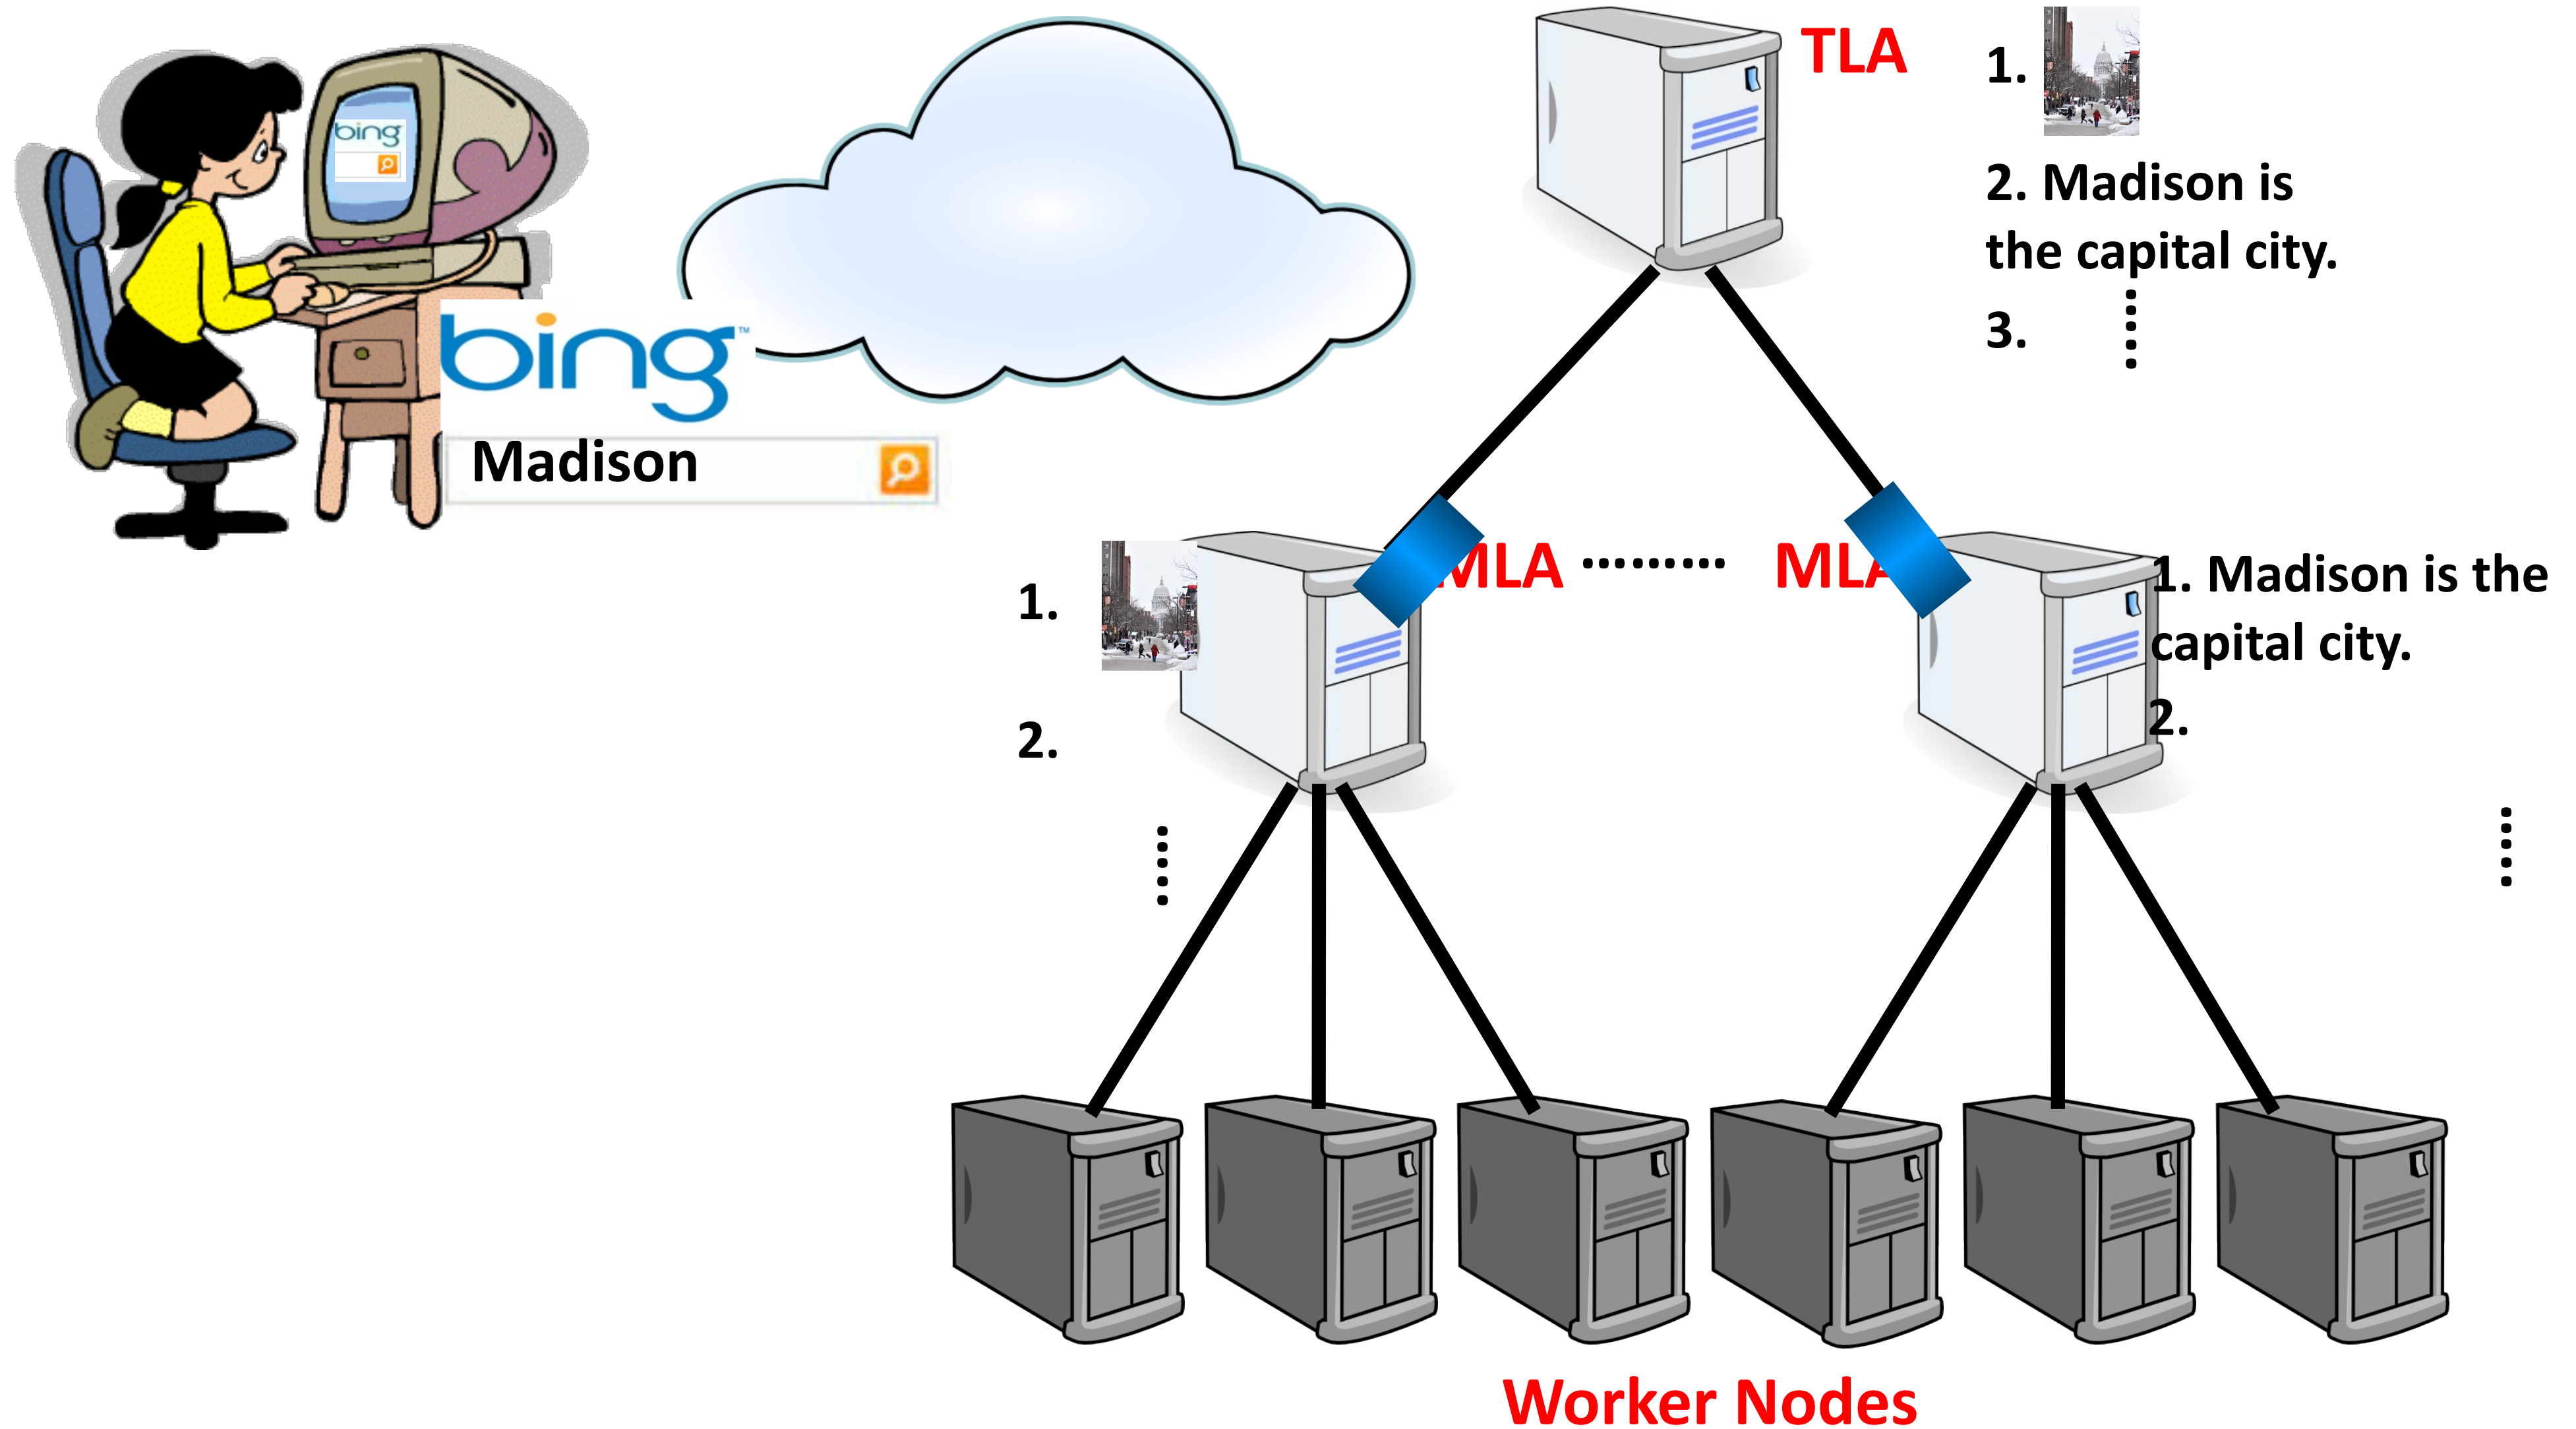 TLA
1.
2. Madison is
the capital city.
3.
bing
bing™
Madison
MLA ……… MLA
1.
2.
1. Madison is the
capital city.
2.
Worker Nodes